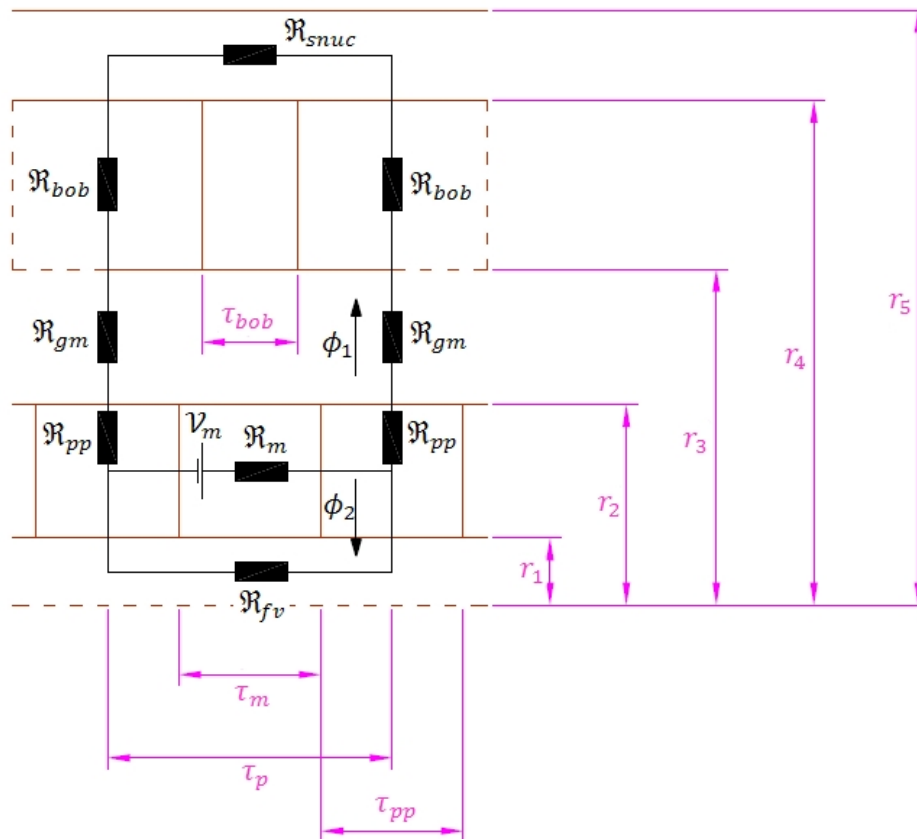 ℜ_snuc
ℜ_bob
ℜ_bob
r_5
τ_bob
ℜ_gm
ϕ_1
ℜ_gm
r_4
ℜ_pp
𝒱_m
ℜ_m
ℜ_pp
r_3
ϕ_2
r_2
r_1
ℜ_fv
τ_m
τ_p
τ_pp